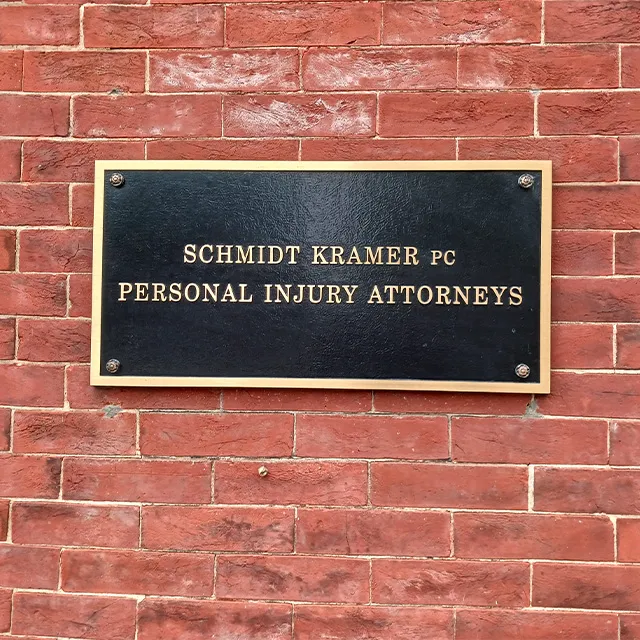 SCHMIDT KRAMER PC
PERSONAL INJURY ATTORNEYS